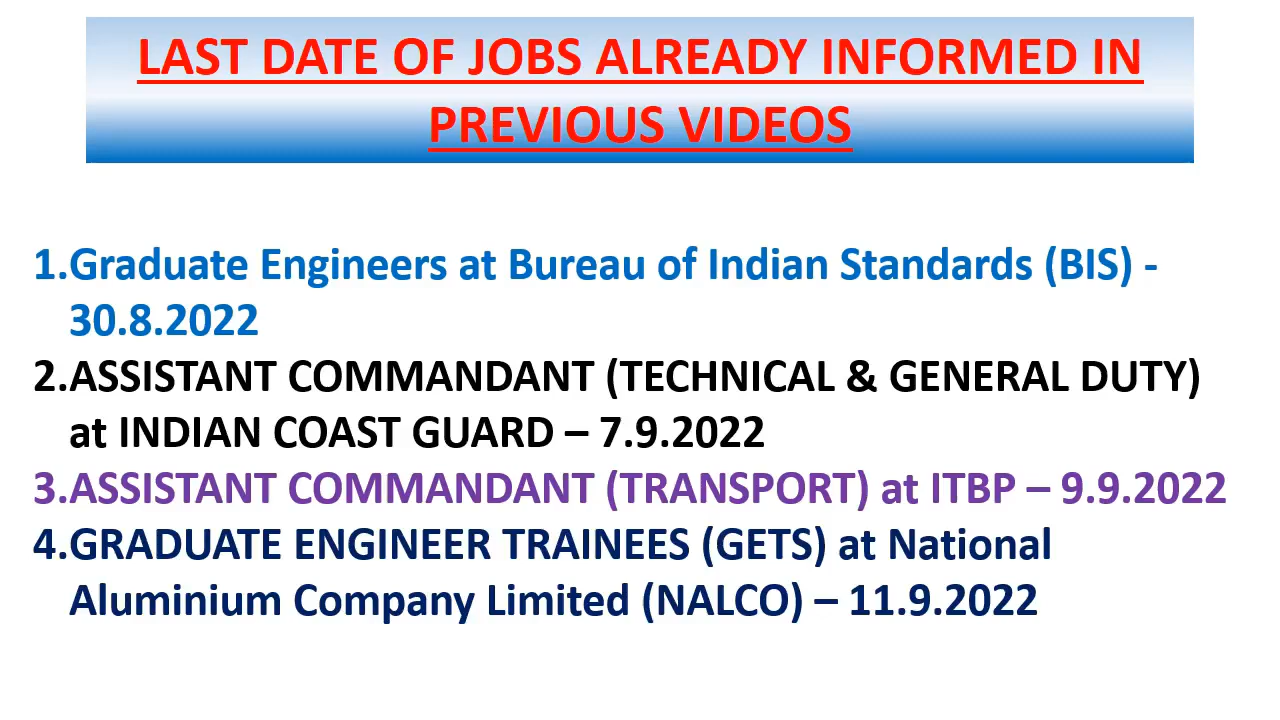 LAST DATE OF JOBS ALREADY INFORMED IN
PREVIOUS VIDEOS
1.Graduate Engineers at Bureau of Indian Standards (BIS) -
30.8.2022
2.ASSISTANT COMMANDANT (TECHNICAL & GENERAL DUTY)
at INDIAN COAST GUARD – 7.9.2022
3.ASSISTANT COMMANDANT (TRANSPORT) at ITBP – 9.9.2022
4.GRADUATE ENGINEER TRAINEES (GETS) at National
Aluminium Company Limited (NALCO) – 11.9.2022